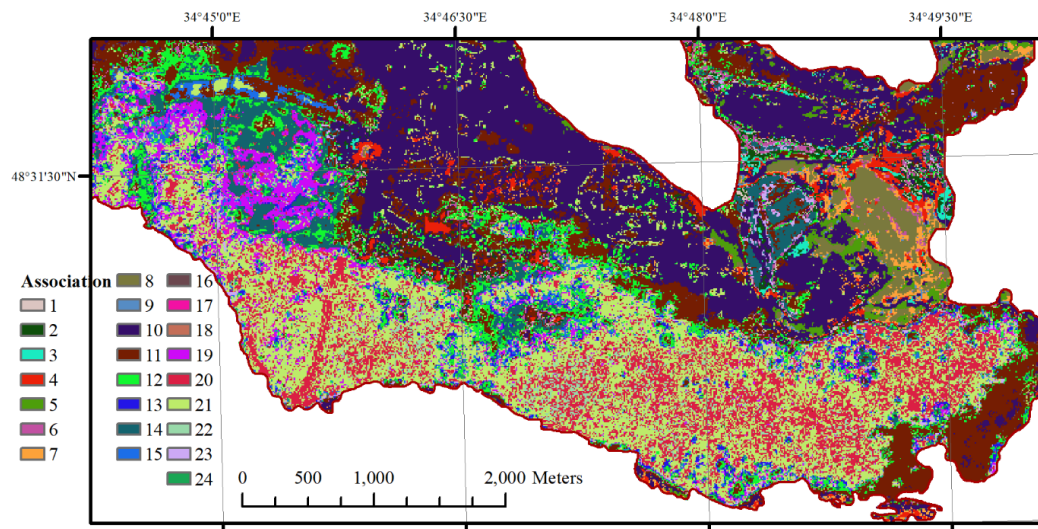 34°45'0"E 34°46'30"E 34°48'0"E 34°49'30"E
48°31'30"N
Association 8 16
1 9 17
2 10 18
3 11 19
4 12 20
5 13 21
6 14 22
7 15 23
24
0 500 1,000 2,000 Meters